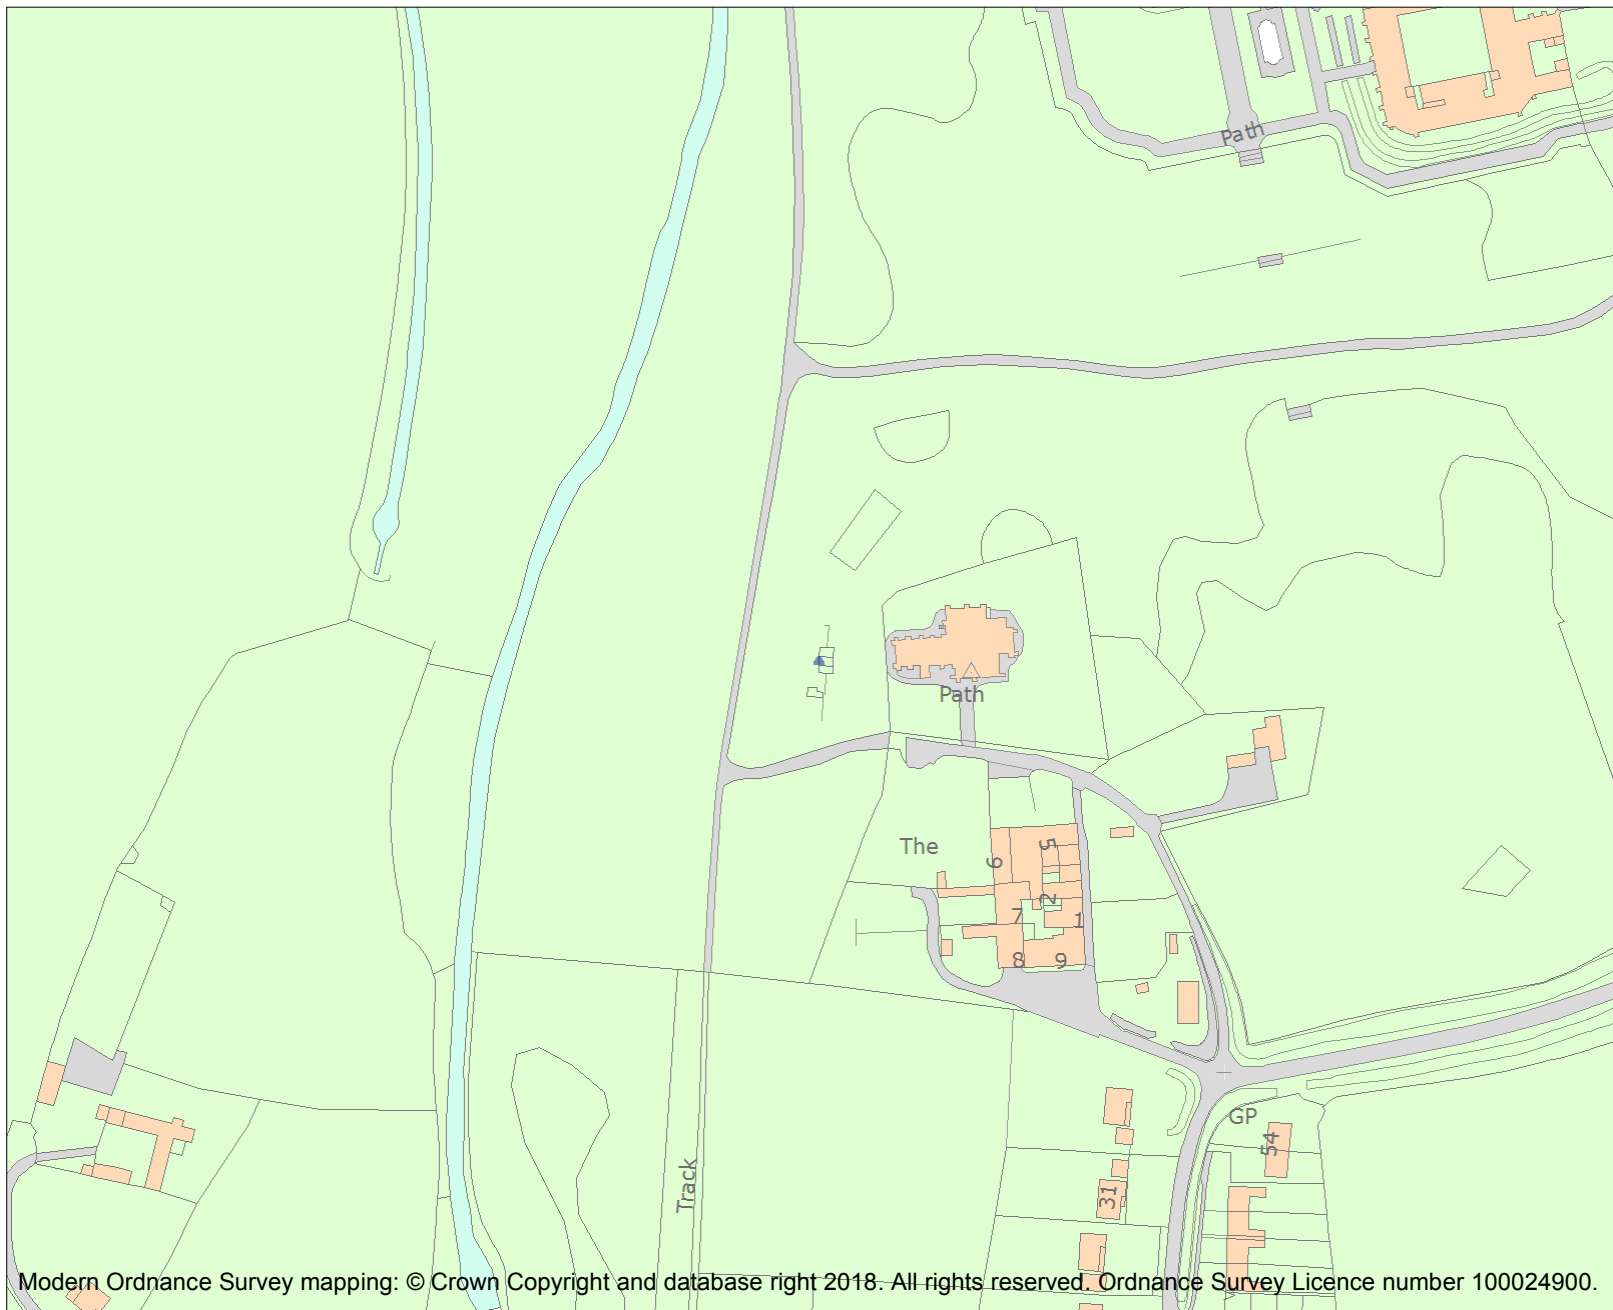 Path
Path
The
5
6
2
7
1
8
9
GP
54
Track
31
Modern Ordnance Survey mapping: © Crown Copyright and database right 2018. All rights reserved. Ordnance Survey Licence number 100024900.